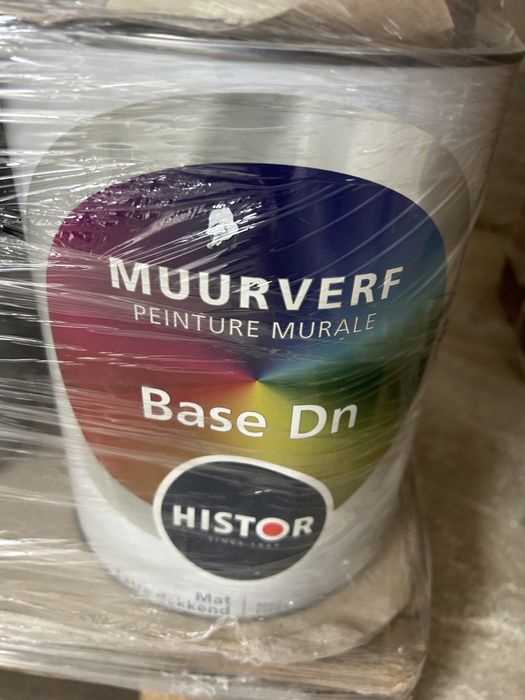 MUURVERF
PEINTURE MURALE
Base Dn
HISTOR
Mat